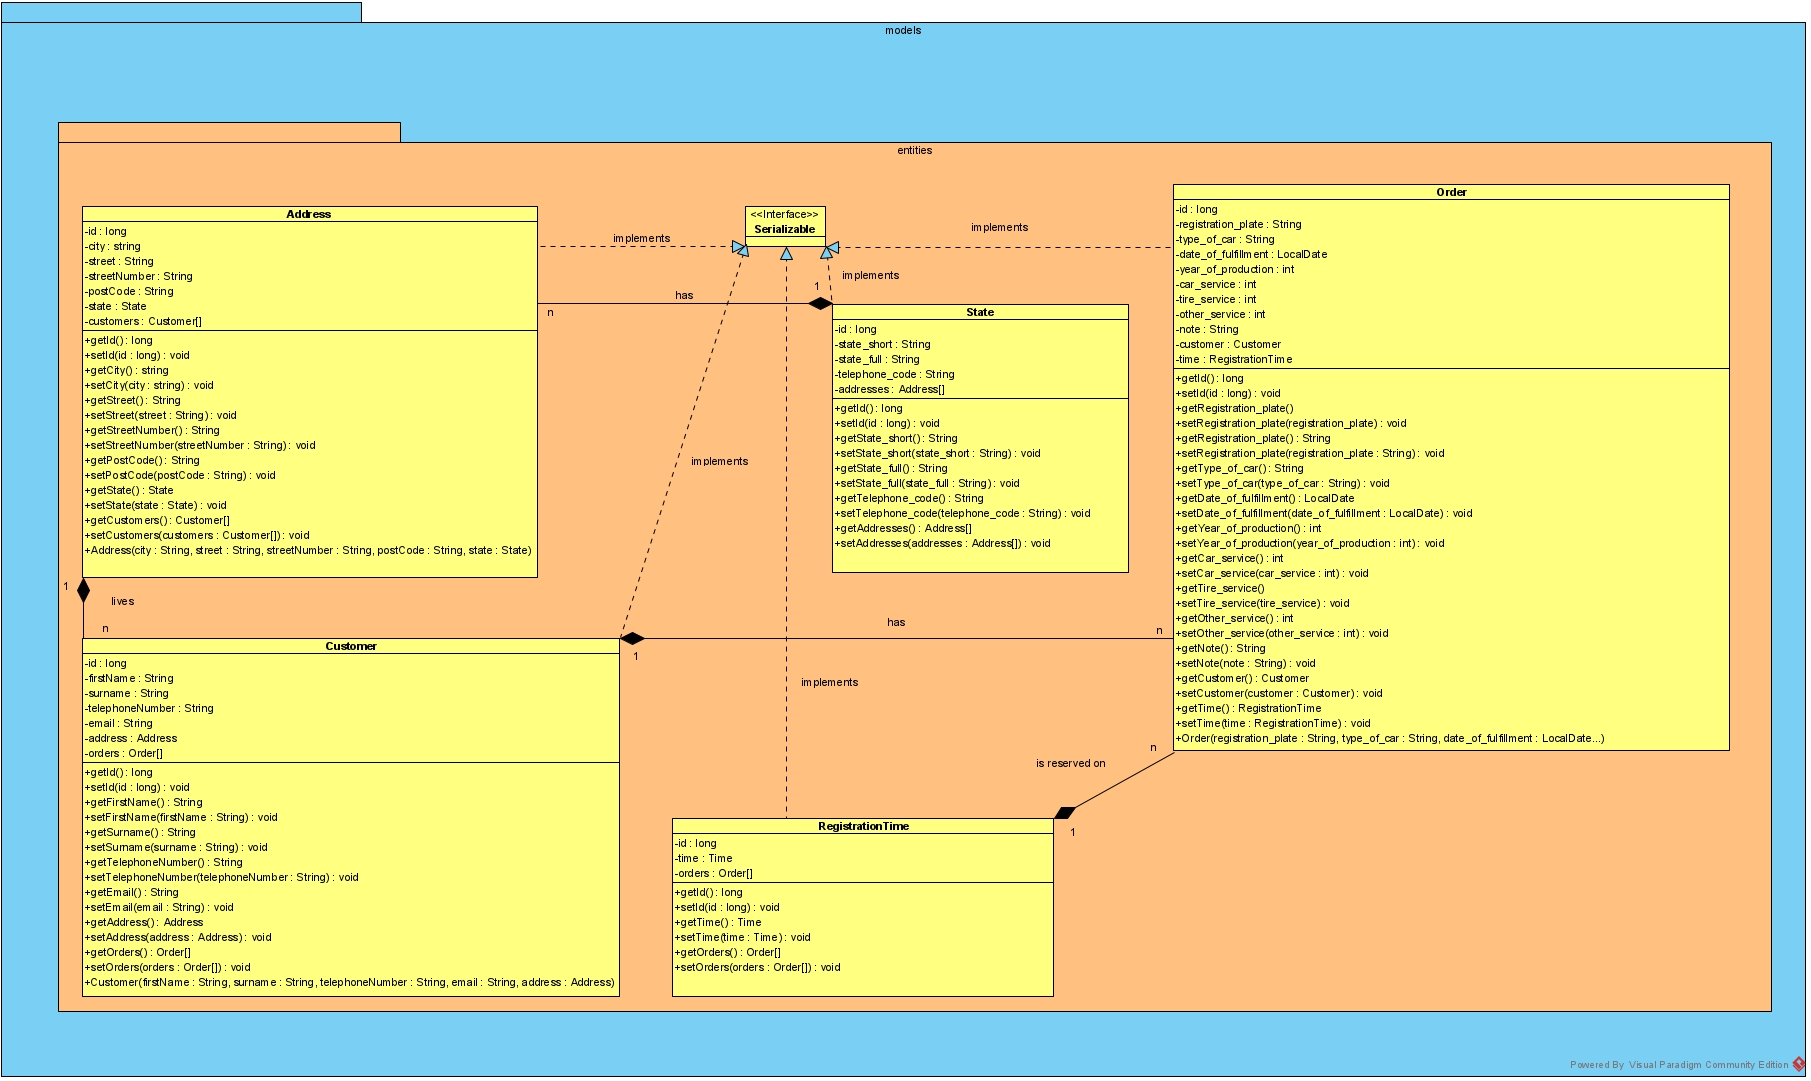 models
entities
Address
-id : long
-city : string
-street : String
-streetNumber : String
-postCode : String
-state : State
-customers : Customer[]
+getId() : long
+setId(id : long) : void
+getCity() : string
+setCity(city : string) : void
+getStreet() : String
+setStreet(street : String) : void
+getStreetNumber() : String
+setStreetNumber(streetNumber : String) : void
+getPostCode() : String
+setPostCode(postCode : String) : void
+getState() : State
+setState(state : State) : void
+getCustomers() : Customer[]
+setCustomers(customers : Customer[]) : void
+Address(city : String, street : String, streetNumber : String, postCode : String, state : State)
implements
<<Interface>>
Serializable
implements
implements
1
has
n
State
-id : long
-state_short : String
-state_full : String
-telephone_code : String
-addresses : Address[]
+getId() : long
+setId(id : long) : void
+getState_short() : String
+setState_short(state_short : String) : void
+getState_full() : String
+setState_full(state_full : String) : void
+getTelephone_code() : String
+setTelephone_code(telephone_code : String) : void
+getAddresses() : Address[]
+setAddresses(addresses : Address[]) : void
Order
-id : long
-registration_plate : String
-type_of_car : String
-date_of_fulfillment : LocalDate
-year_of_production : int
-car_service : int
-tire_service : int
-other_service : int
-note : String
-customer : Customer
-time : RegistrationTime
+getId() : long
+setId(id : long) : void
+getRegistration_plate()
+setRegistration_plate(registration_plate) : void
+getRegistration_plate() : String
+setRegistration_plate(registration_plate : String) : void
+getType_of_car() : String
+setType_of_car(type_of_car : String) : void
+getDate_of_fulfillment() : LocalDate
+setDate_of_fulfillment(date_of_fulfillment : LocalDate) : void
+getYear_of_production() : int
+setYear_of_production(year_of_production : int) : void
+getCar_service() : int
+setCar_service(car_service : int) : void
+getTire_service()
+setTire_service(tire_service) : void
+getOther_service() : int
+setOther_service(other_service : int) : void
+getNote() : String
+setNote(note : String) : void
+getCustomer() : Customer
+setCustomer(customer : Customer) : void
+getTime() : RegistrationTime
+setTime(time : RegistrationTime) : void
+Order(registration_plate : String, type_of_car : String, date_of_fulfillment : LocalDate...)
implements
1
lives
n
has
n
1
Customer
-id : long
-firstName : String
-surname : String
-telephoneNumber : String
-email : String
-address : Address
-orders : Order[]
+getId() : long
+setId(id : long) : void
+getFirstName() : String
+setFirstName(firstName : String) : void
+getSurname() : String
+setSurname(surname : String) : void
+getTelephoneNumber() : String
+setTelephoneNumber(telephoneNumber : String) : void
+getEmail() : String
+setEmail(email : String) : void
+getAddress() : Address
+setAddress(address : Address) : void
+getOrders() : Order[]
+setOrders(orders : Order[]) : void
+Customer(firstName : String, surname : String, telephoneNumber : String, email : String, address : Address)
implements
n
is reserved on
1
RegistrationTime
-id : long
-time : Time
-orders : Order[]
+getId() : long
+setId(id : long) : void
+getTime() : Time
+setTime(time : Time) : void
+getOrders() : Order[]
+setOrders(orders : Order[]) : void
Powered By Visual Paradigm Community Edition